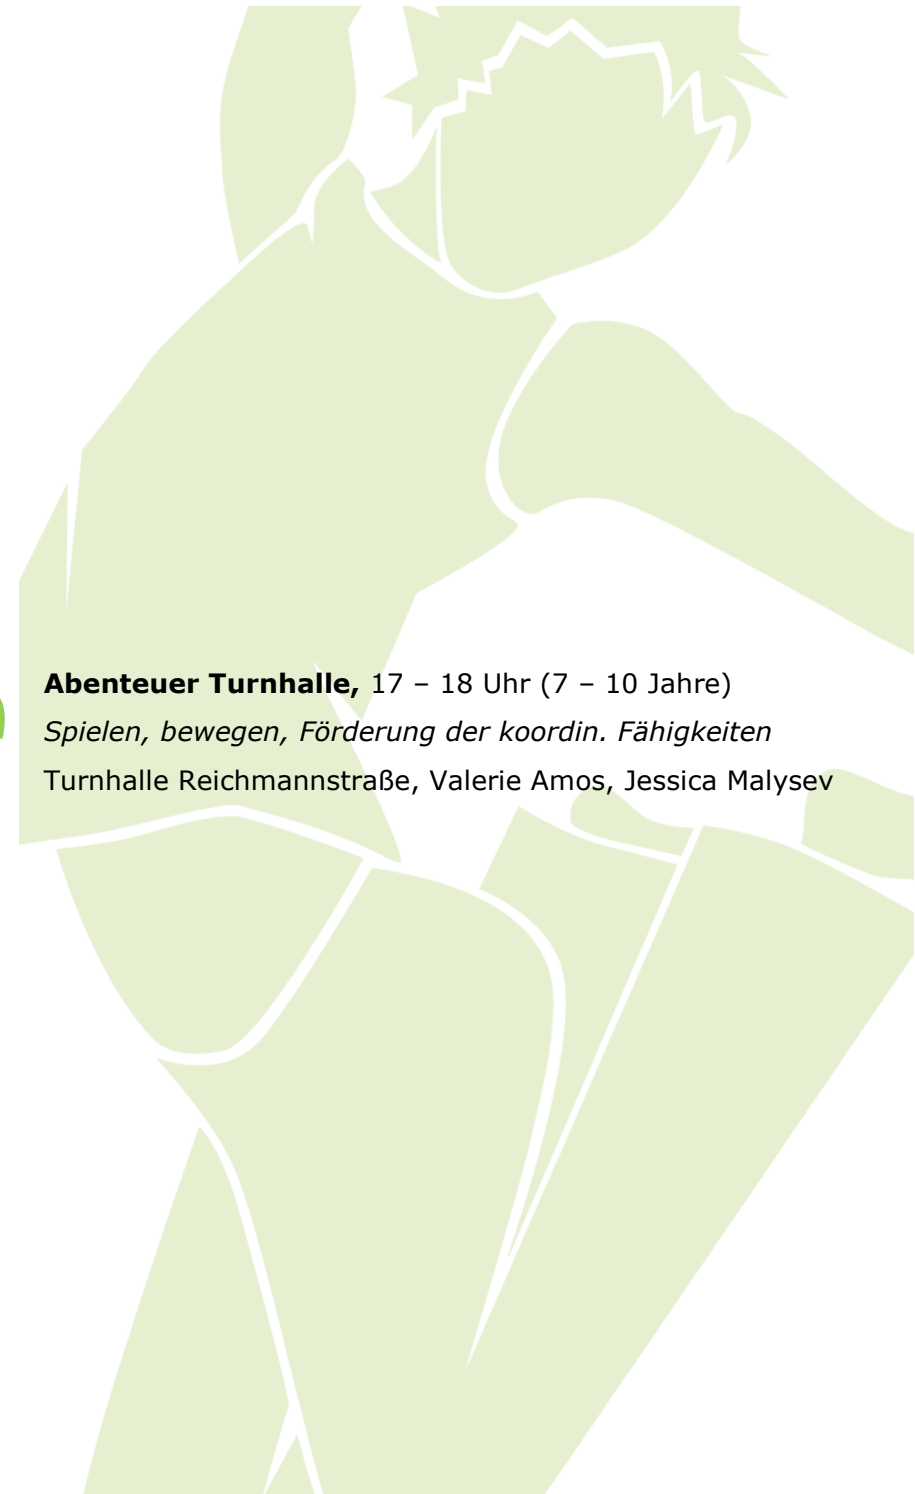 Abenteuer Turnhalle, 17 – 18 Uhr (7 – 10 Jahre)
Spielen, bewegen, Förderung der koordin. Fähigkeiten
Turnhalle Reichmannstraße, Valerie Amos, Jessica Malysev